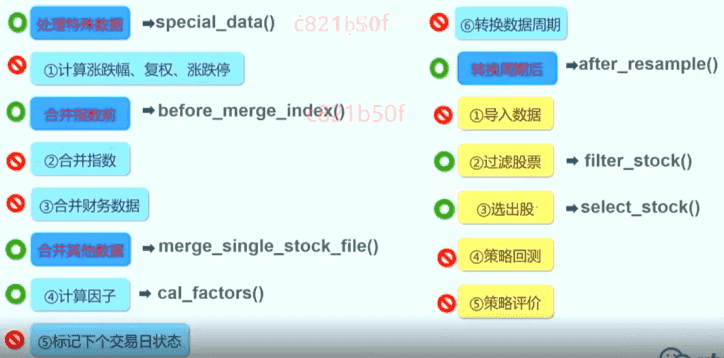 处理特殊数据 ➡special_data()
①计算涨跌幅、复权、涨跌停
合并指数前 ➡before_merge_index()
②合并指数
③合并财务数据
合并其他数据 ➡merge_single_stock_file()
④计算因子 ➡ cal_factors()
⑤标记下个交易日状态
⑥转换数据周期
转换周期后 ➡after_resample()
①导入数据
②过滤股票 ➡ filter_stock()
③选出股 ➡select_stock()
④策略回测
⑤策略评价
c821b50f
c821b50f